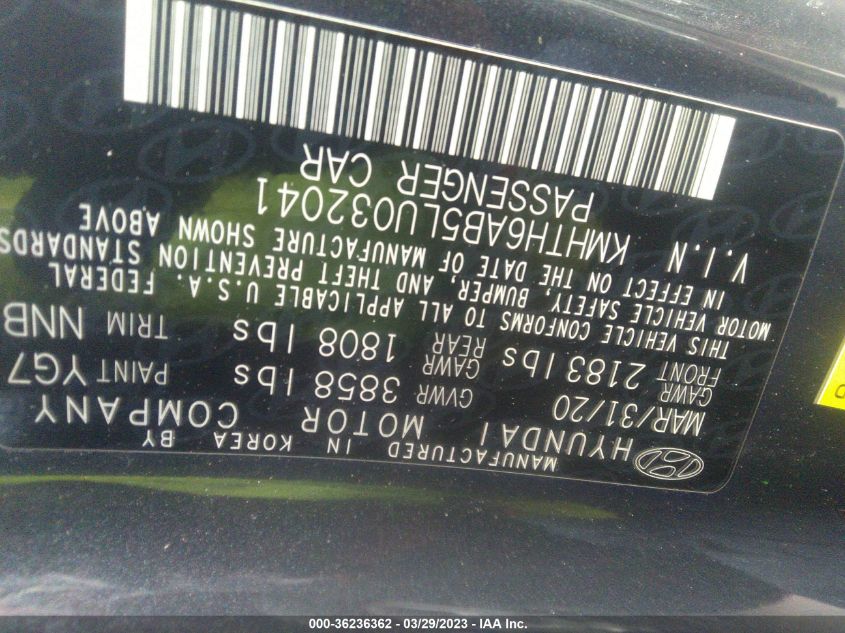 MANUFACTURED IN KOREA BY
HYUNDAI MOTOR COMPANY
MAR/31/20 GVWR 3858 lbs PAINT YG7
GAWR FRONT 2183 lbs GAWR REAR 1808 lbs TRIM NNB
THIS VEHICLE CONFORMS TO ALL APPLICABLE U.S.A. FEDERAL
MOTOR VEHICLE SAFETY, BUMPER, AND THEFT PREVENTION STANDARDS
IN EFFECT ON THE DATE OF MANUFACTURE SHOWN ABOVE
V.I.N KMHTH6AB5LU032041
PASSENGER CAR
000-36236362 - 03/29/2023 - IAA Inc.